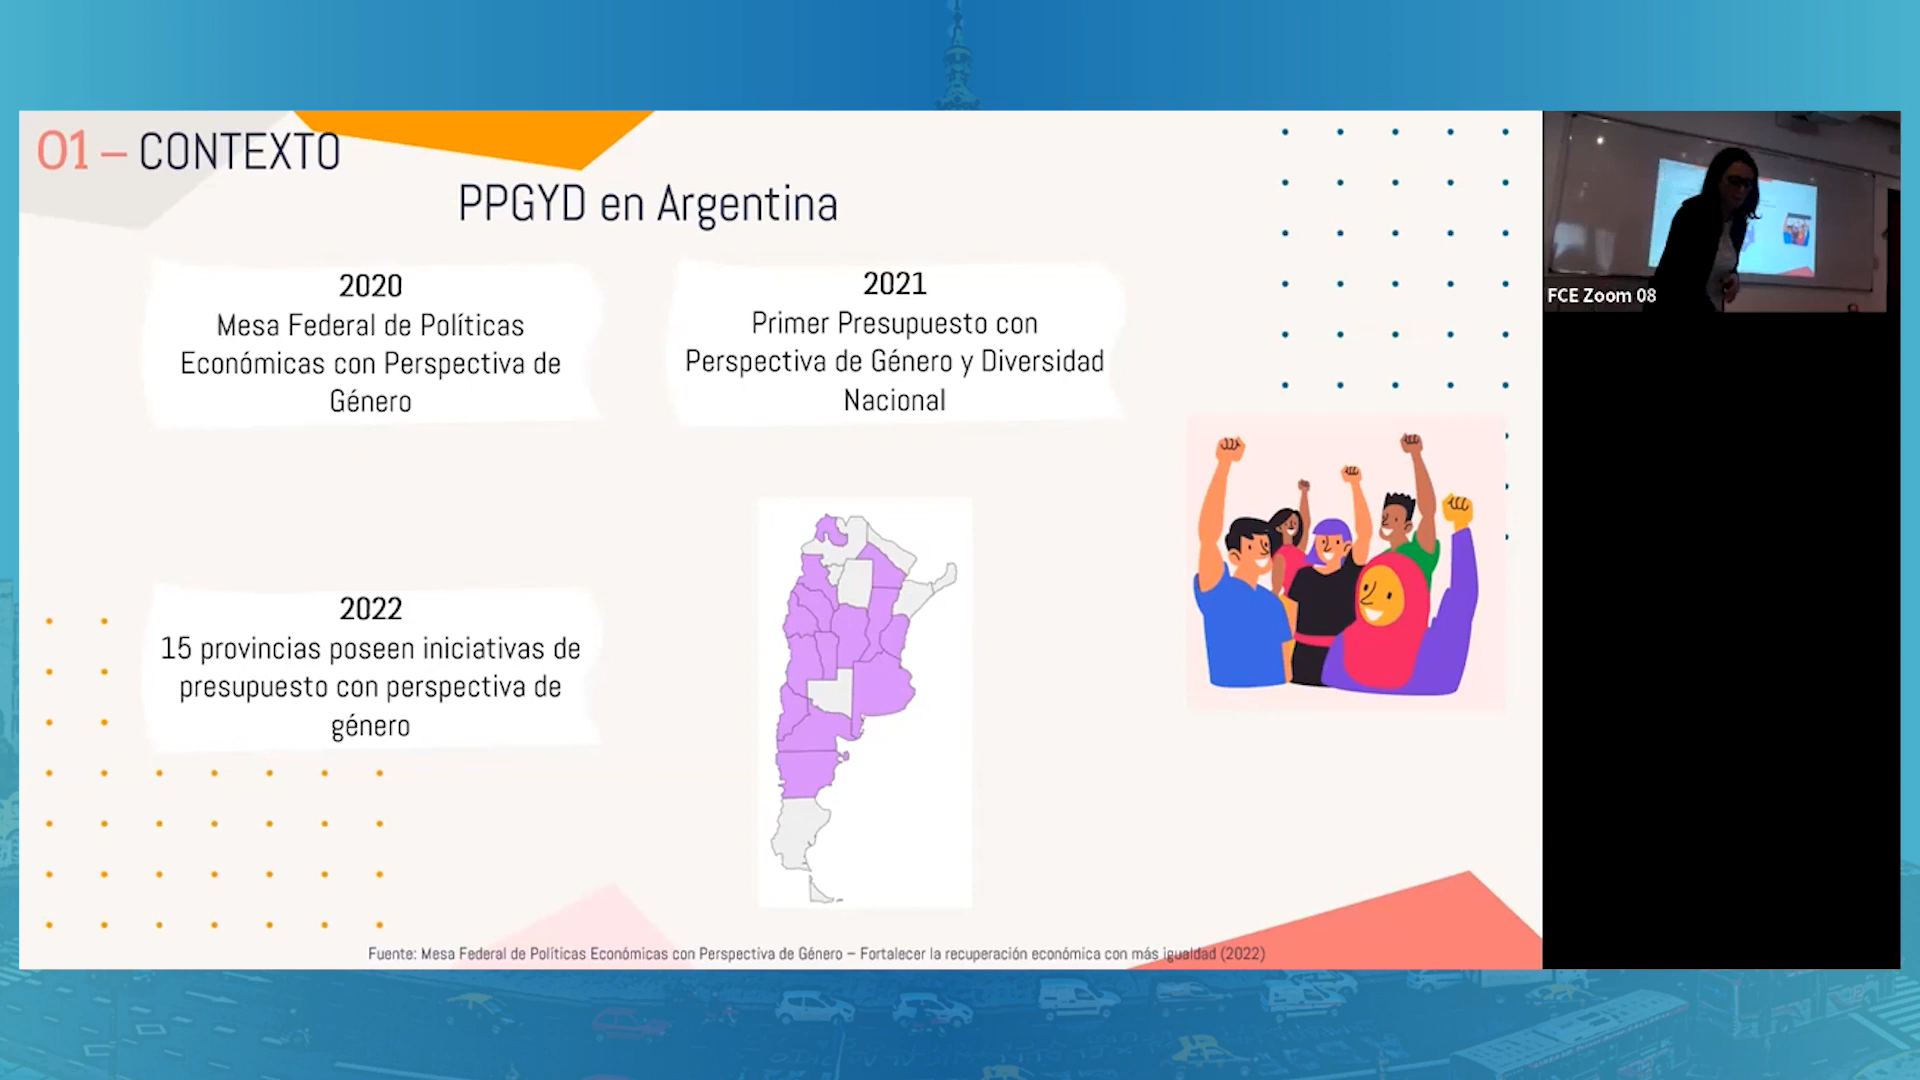 01 – CONTEXTO
PPGYD en Argentina
2020
Mesa Federal de Políticas
Económicas con Perspectiva de
Género
2021
Primer Presupuesto con
Perspectiva de Género y Diversidad
Nacional
2022
15 provincias poseen iniciativas de
presupuesto con perspectiva de
género
Fuente: Mesa Federal de Políticas Económicas con Perspectiva de Género – Fortalecer la recuperación económica con más igualdad (2022)
FCE Zoom 08